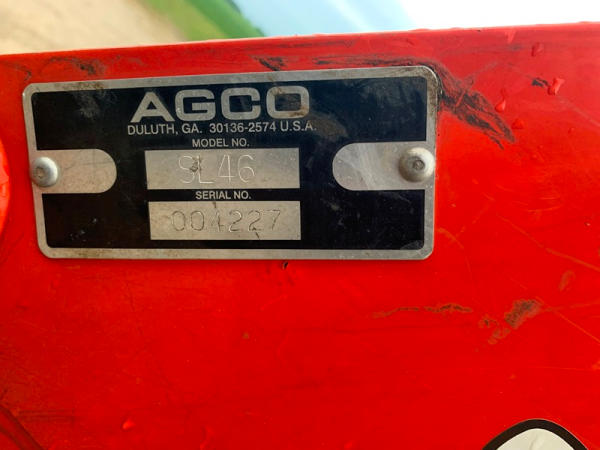 AGCO
DULUTH, GA. 30136-2574 U.S.A.
MODEL NO.
SL46
SERIAL NO.
004227